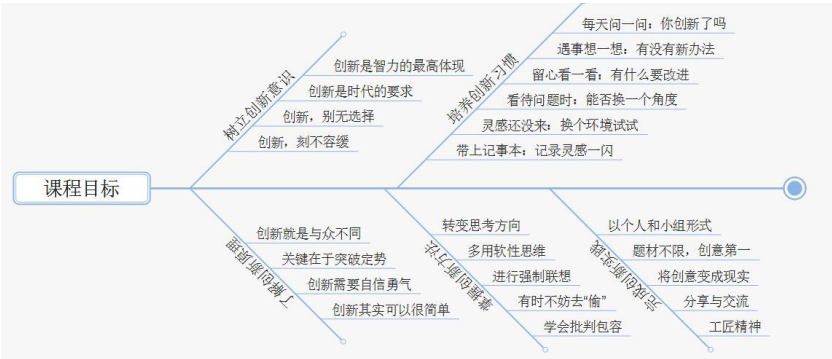 课程目标
树立创新意识
创新是智力的最高体现
创新是时代的要求
创新，别无选择
创新，刻不容缓
培养创新习惯
每天问一问：你创新了吗
遇事想一想：有没有新办法
留心看一看：有什么要改进
看待问题时：能否换一个角度
灵感还没来：换个环境试试
带上记事本：记录灵感一闪
了解创新原理
创新就是与众不同
关键在于突破定势
创新需要自信勇气
创新其实可以很简单
掌握创新方法
转变思考方向
多用软性思维
进行强制联想
有时不妨去“偷”
学会批判包容
完成创新实践
以个人和小组形式
题材不限，创意第一
将创意变成现实
分享与交流
工匠精神